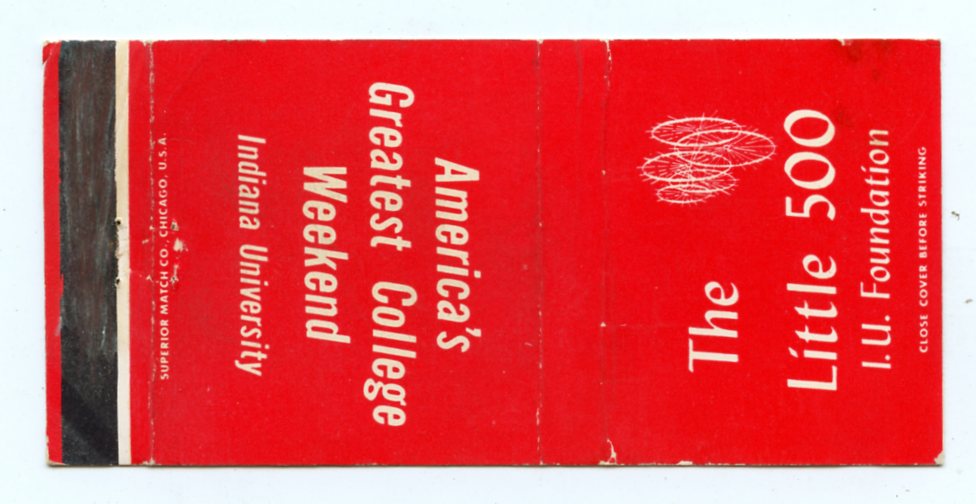 The
Little 500
I.U. Foundation
CLOSE COVER BEFORE STRIKING
America's
Greatest College
Weekend
Indiana University
SUPERIOR MATCH CO., CHICAGO, U.S.A.